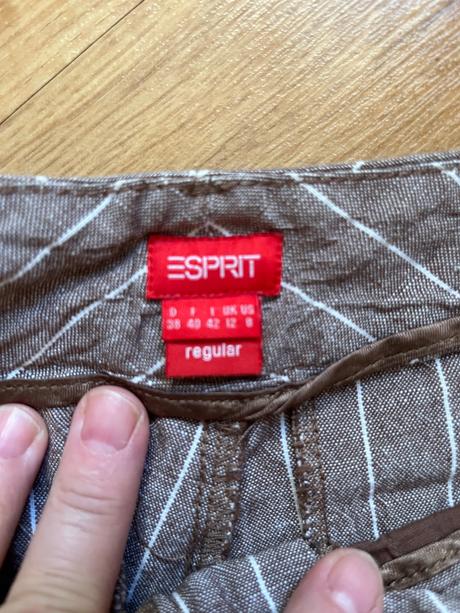 ESPRIT
D F I UK US
38 40 42 12 8
regular